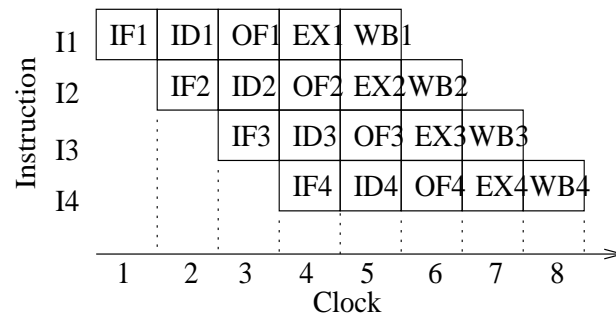 I1 IF1 ID1 OF1 EX1 WB1
I2 IF2 ID2 OF2 EX2 WB2
I3 IF3 ID3 OF3 EX3 WB3
I4 IF4 ID4 OF4 EX4 WB4
Instruction
1 2 3 4 5 6 7 8
Clock